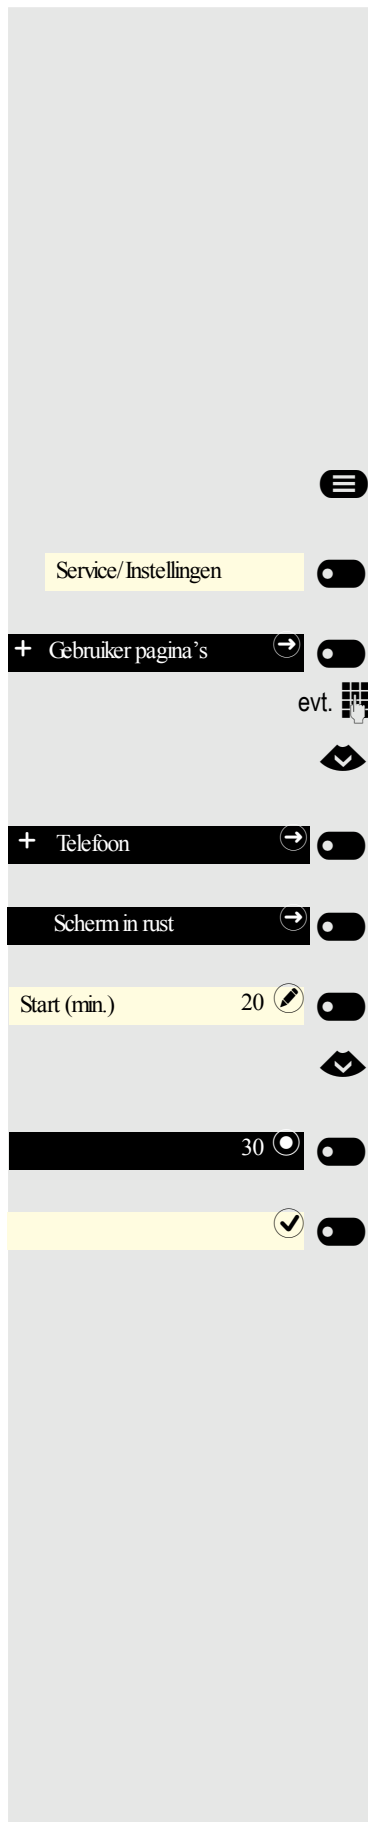 Service/Instellingen
+ Gebruiker pagina’s
evt.
+ Telefoon
Scherm in rust
Start (min.) 20
30